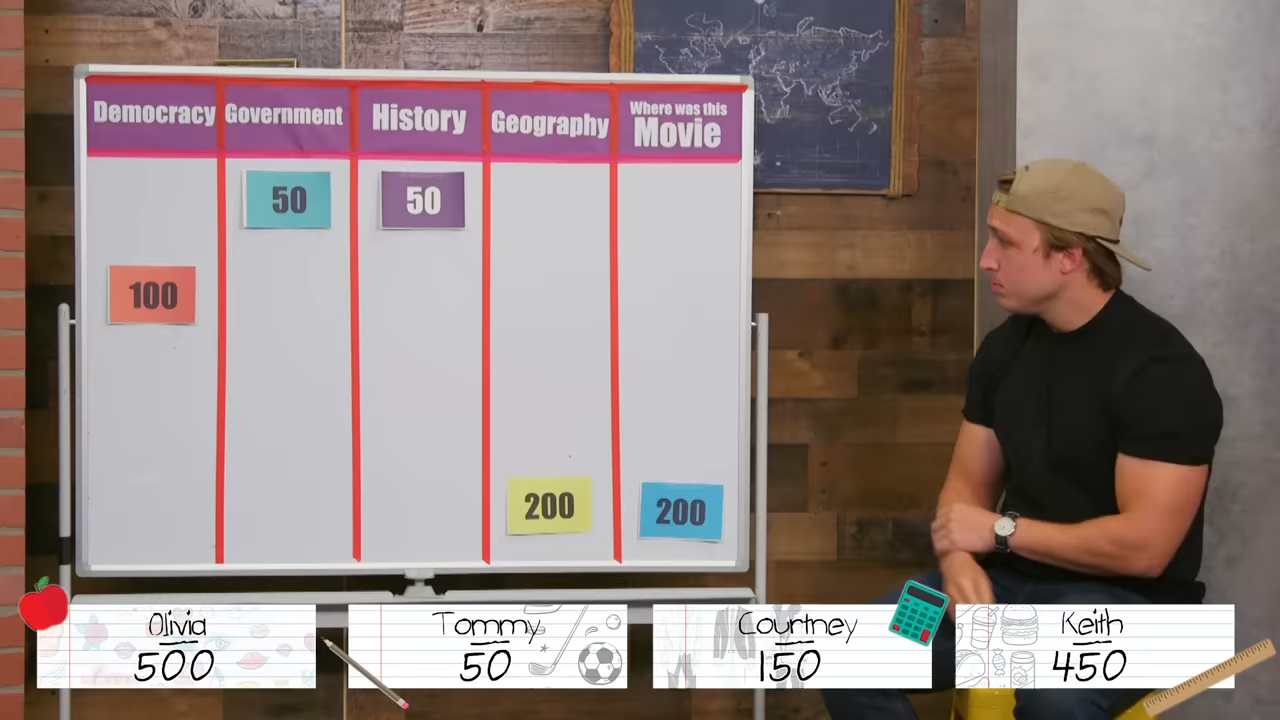 Democracy
Government
History
Geography
Where was this
Movie
50
50
100
200
200
Olivia
500
Tommy
50
Courtney
150
Keith
450